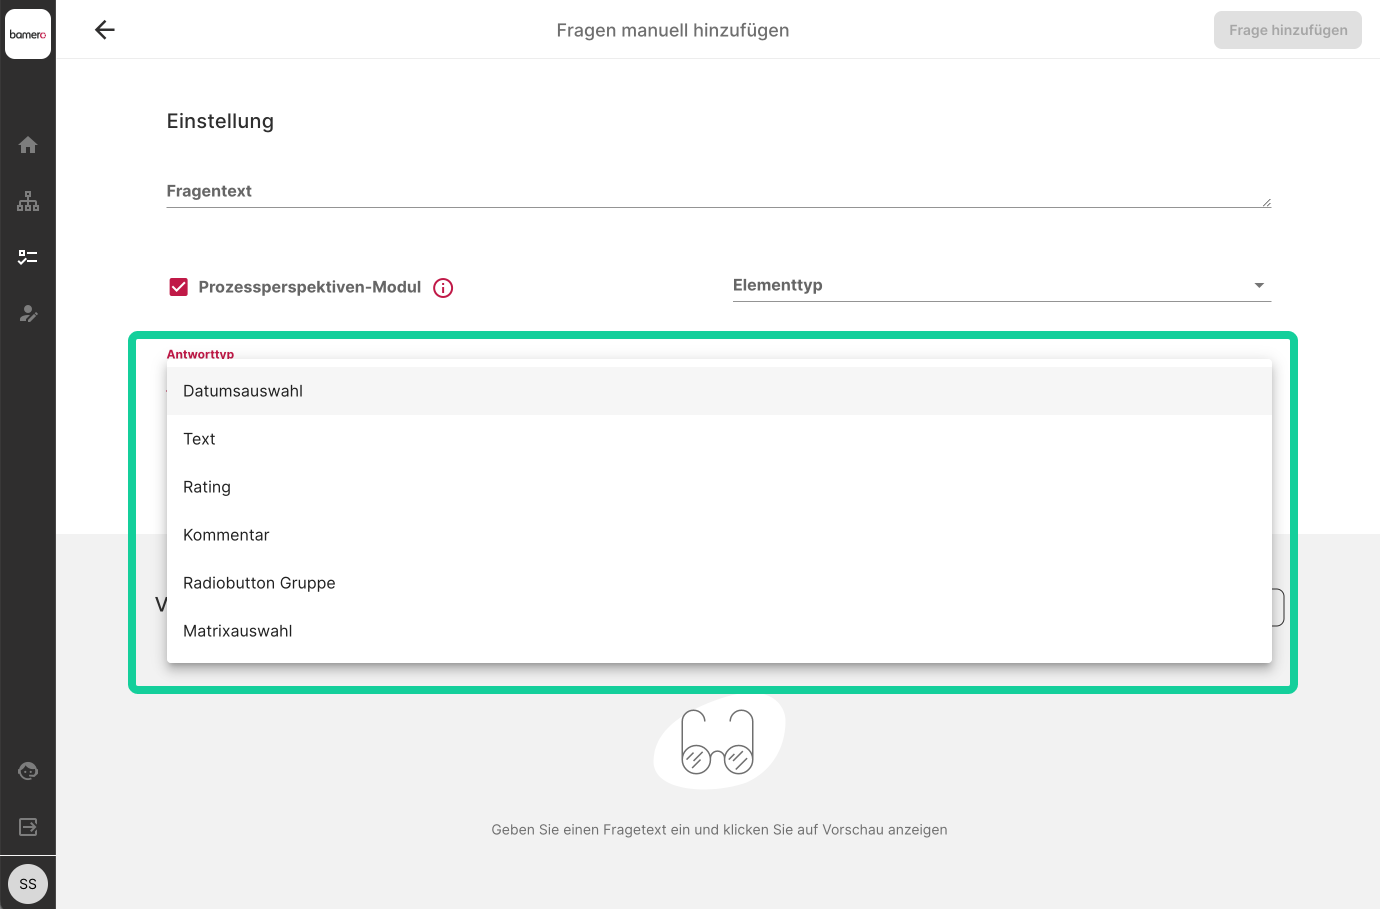 bamero
Fragen manuell hinzufügen
Frage hinzufügen
Einstellung
Fragentext
Prozessperspektiven-Modul
Elementtyp
Antworttyp
Datumsauswahl
Text
Rating
Kommentar
Radiobutton Gruppe
Matrixauswahl
V
Geben Sie einen Fragetext ein und klicken Sie auf Vorschau anzeigen
SS